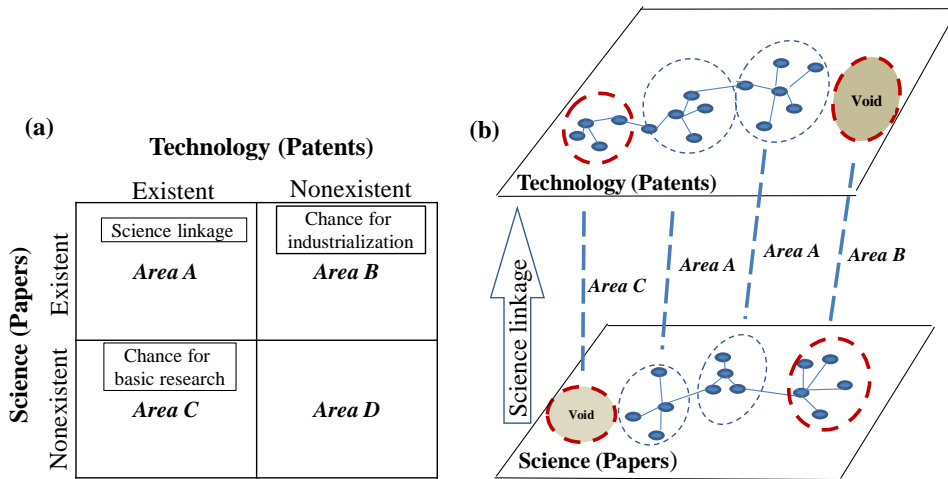 (a)
Technology (Patents)
Existent
Nonexistent
Science (Papers)
Existent
Nonexistent
Science linkage
Area A
Chance for
industrialization
Area B
Chance for
basic research
Area C
Area D
(b)
Void
Technology (Patents)
Science linkage
Area C
Area A
Area A
Area B
Void
Science (Papers)